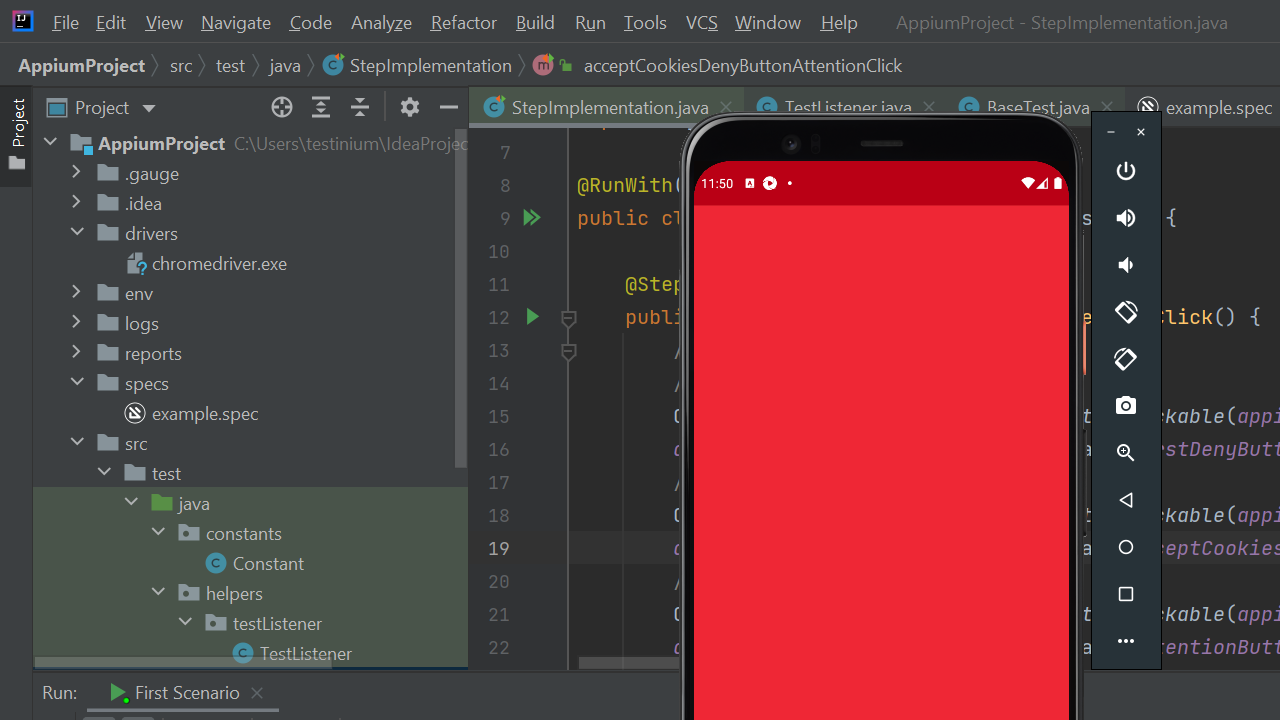 File Edit View Navigate Code Analyze Refactor Build Run Tools VCS Window Help AppiumProject - StepImplementation.java
AppiumProject src test java StepImplementation acceptCookiesDenyButtonAttentionClick
Project
Project
StepImplementation.java TestListener.java BaseTest.java example.spec
AppiumProject C:\Users\testinium\IdeaProjec
.gauge
.idea
drivers
chromedriver.exe
env
logs
reports
specs
example.spec
src
test
java
constants
Constant
helpers
testListener
TestListener
7
8 @RunWith(
9 public cl {
10
11 @Step
12 publi Click() {
13 /
14 /
15 ckable(appi
16 stDenyButt
17 /
18 ckable(appi
19 ceptCookies
20 /
21 ckable(appi
22 tentionButt
11:50
Run: First Scenario